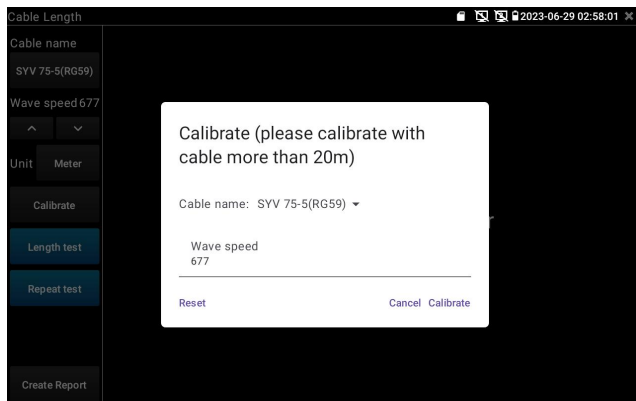 Cable Length
2023-06-29 02:58:01
Cable name
SYV 75-5(RG59)
Wave speed 677
Unit Meter
Calibrate
Length test
Repeat test
Create Report
Calibrate (please calibrate with
cable more than 20m)
Cable name: SYV 75-5(RG59)
Wave speed
677
Reset Cancel Calibrate